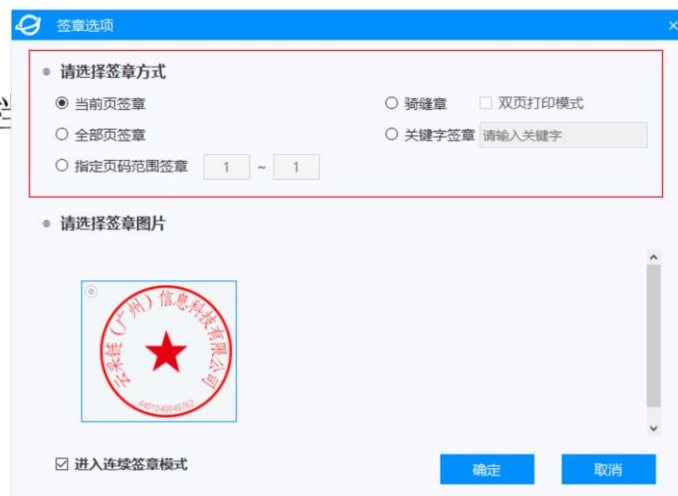 签章选项
请选择签章方式
当前页签章
骑缝章
双页打印模式
全部页签章
关键字签章 请输入关键字
指定页码范围签章 1 ~ 1
请选择签章图片
云采链（广州）信息科技有限公司
4401040049762
进入连续签章模式
确定
取消